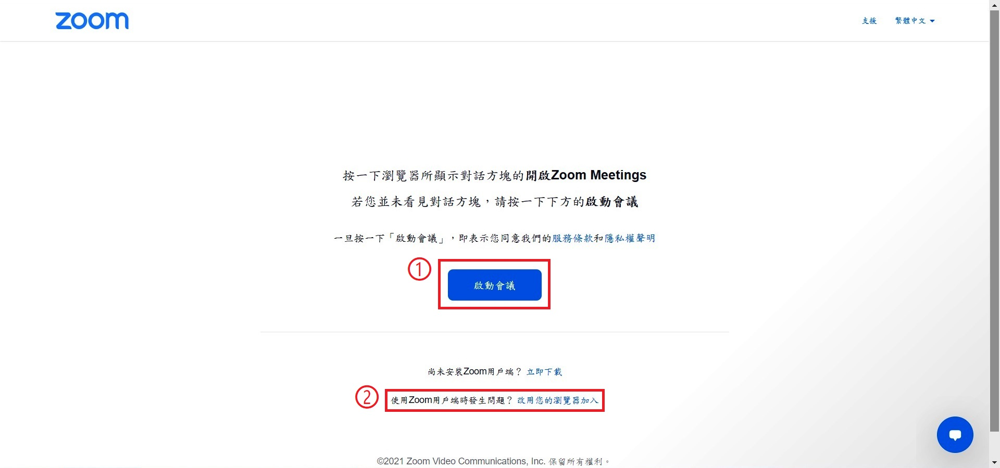 zoom
支援 繁體中文
按一下瀏覽器所顯示對話方塊的開啟Zoom Meetings
若您並未看見對話方塊，請按一下下方的啟動會議
一旦按一下「啟動會議」，即表示您同意我們的服務條款和隱私權聲明
①
啟動會議
尚未安裝Zoom用戶端？ 立即下載
② 使用Zoom用戶端時發生問題？ 改用您的瀏覽器加入
©2021 Zoom Video Communications, Inc. 保留所有權利。